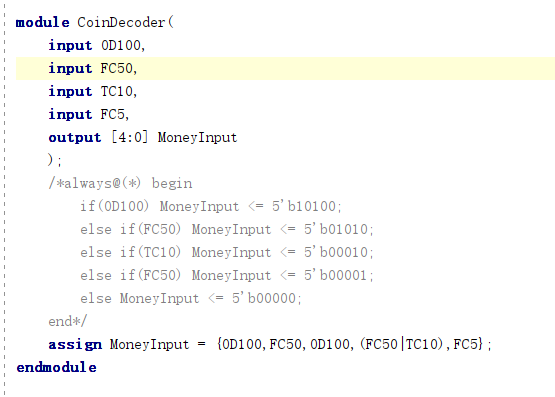 module CoinDecoder(
input OD100,
input FC50,
input TC10,
input FC5,
output [4:0] MoneyInput
);
/*always@(*) begin
if(OD100) MoneyInput <= 5'b10100;
else if(FC50) MoneyInput <= 5'b01010;
else if(TC10) MoneyInput <= 5'b00010;
else if(FC50) MoneyInput <= 5'b00001;
else MoneyInput <= 5'b00000;
end*/
assign MoneyInput = {OD100,FC50,OD100,(FC50|TC10),FC5};
endmodule